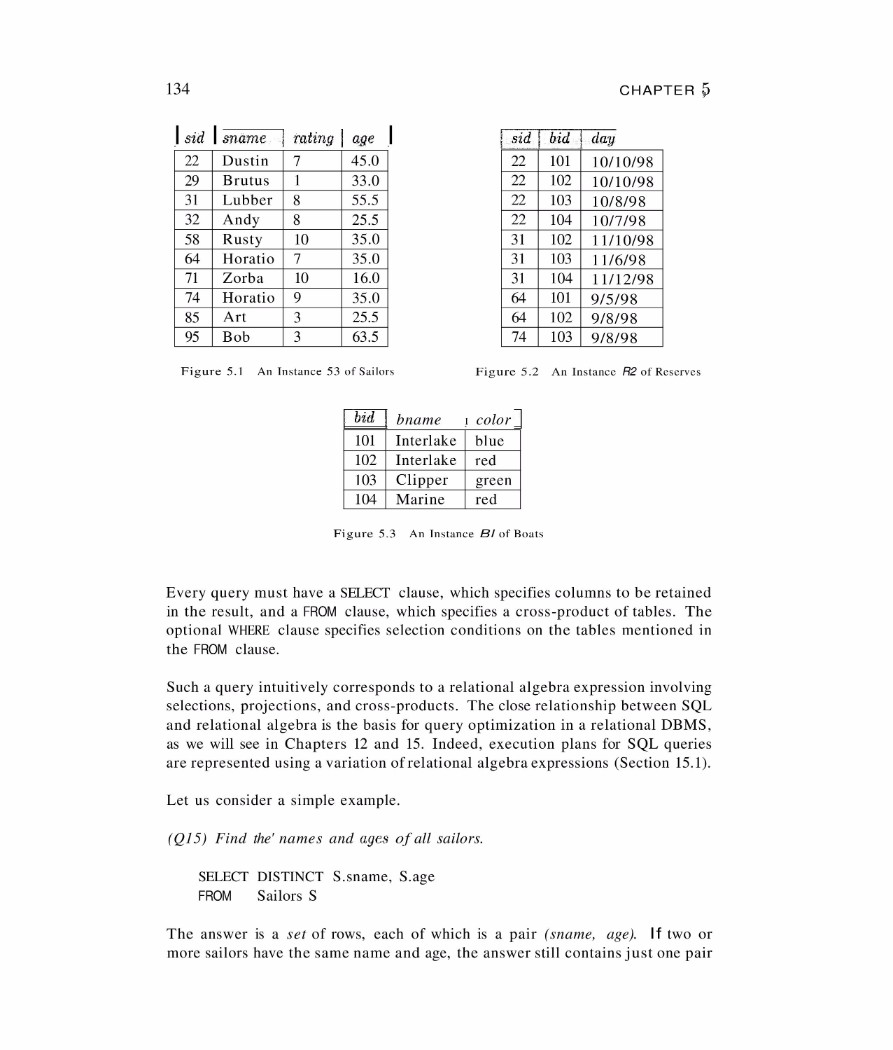 134 CHAPTER 5
sid sname rating age
22 Dustin 7 45.0
29 Brutus 1 33.0
31 Lubber 8 55.5
32 Andy 8 25.5
58 Rusty 10 35.0
64 Horatio 7 35.0
71 Zorba 10 16.0
74 Horatio 9 35.0
85 Art 3 25.5
95 Bob 3 63.5
Figure 5.1 An Instance 53 of Sailors
sid bid day
22 101 10/10/98
22 102 10/10/98
22 103 10/8/98
22 104 10/7/98
31 102 11/10/98
31 103 11/6/98
31 104 11/12/98
64 101 9/5/98
64 102 9/8/98
74 103 9/8/98
Figure 5.2 An Instance R2 of Reserves
bid bname color
101 Interlake blue
102 Interlake red
103 Clipper green
104 Marine red
Figure 5.3 An Instance B1 of Boats
Every query must have a SELECT clause, which specifies columns to be retained
in the result, and a FROM clause, which specifies a cross-product of tables. The
optional WHERE clause specifies selection conditions on the tables mentioned in
the FROM clause.
Such a query intuitively corresponds to a relational algebra expression involving
selections, projections, and cross-products. The close relationship between SQL
and relational algebra is the basis for query optimization in a relational DBMS,
as we will see in Chapters 12 and 15. Indeed, execution plans for SQL queries
are represented using a variation of relational algebra expressions (Section 15.1).
Let us consider a simple example.
(Q15) Find the' names and ages of all sailors.
SELECT DISTINCT S.sname, S.age
FROM Sailors S
The answer is a set of rows, each of which is a pair (sname, age). If two or
more sailors have the same name and age, the answer still contains just one pair